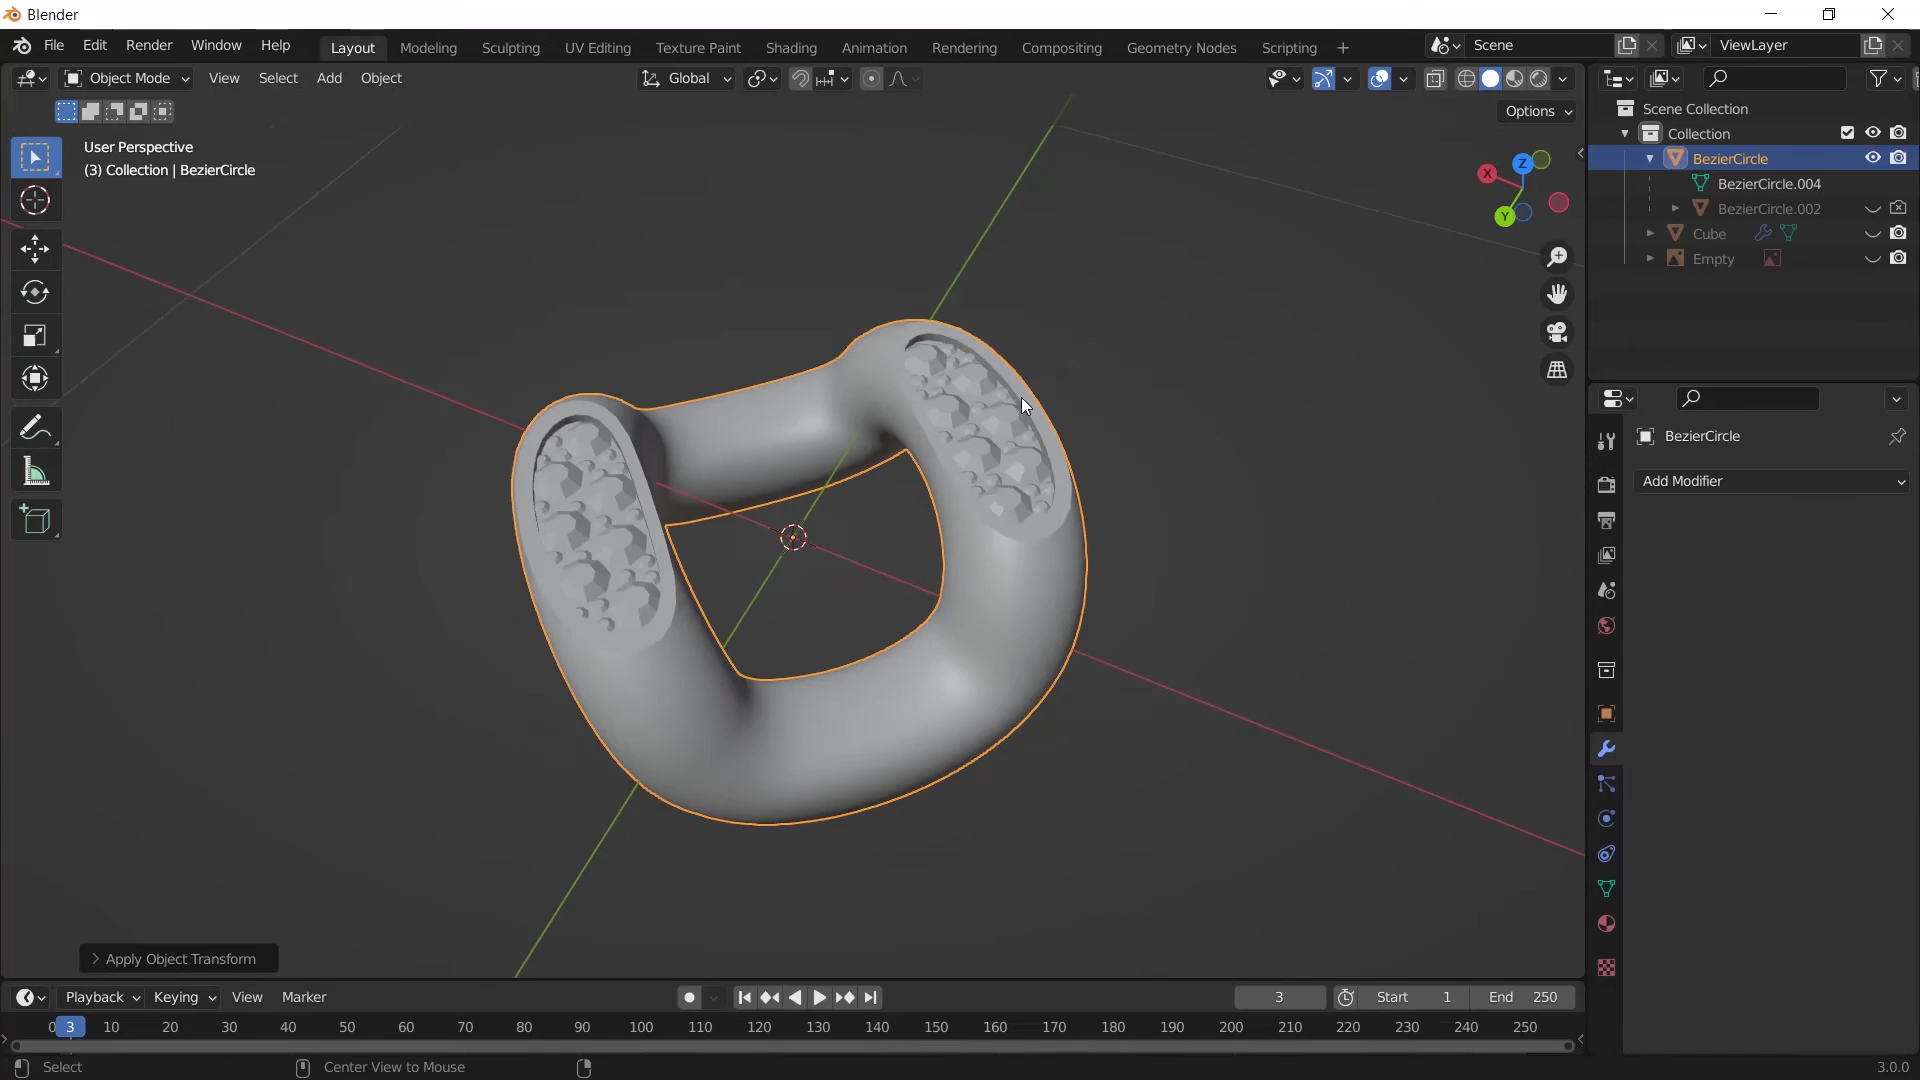 Blender
File Edit Render Window Help Layout Modeling Sculpting UV Editing Texture Paint Shading Animation Rendering Compositing Geometry Nodes Scripting + Scene ViewLayer
Object Mode View Select Add Object Global
Options
User Perspective
(3) Collection | BezierCircle
Z
X
Y
Scene Collection
Collection
BezierCircle
BezierCircle.004
BezierCircle.002
Cube
Empty
BezierCircle
Add Modifier
Apply Object Transform
Playback Keying View Marker 3 Start 1 End 250
0 3 10 20 30 40 50 60 70 80 90 100 110 120 130 140 150 160 170 180 190 200 210 220 230 240 250
Select Center View to Mouse 3.0.0